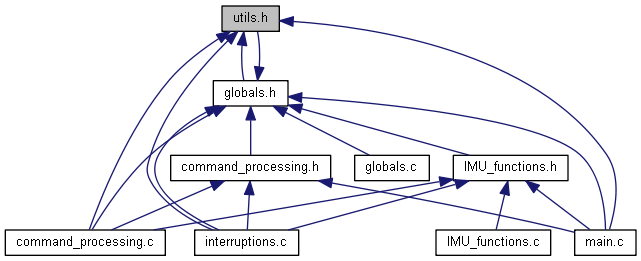 utils.h
globals.h
command_processing.h
globals.c
IMU_functions.h
command_processing.c
interruptions.c
IMU_functions.c
main.c